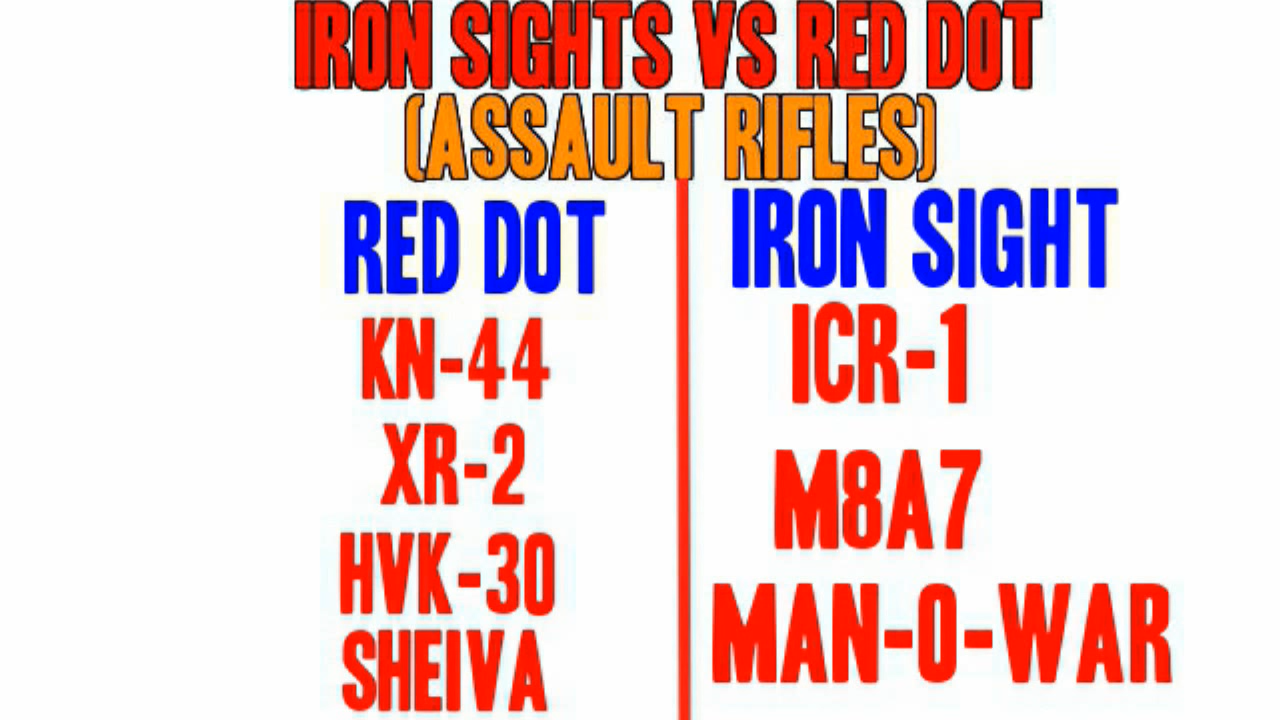 IRON SIGHTS VS RED DOT
(ASSAULT RIFLES)
RED DOT
KN-44
XR-2
HVK-30
SHEIVA
IRON SIGHT
ICR-1
M8A7
MAN-O-WAR